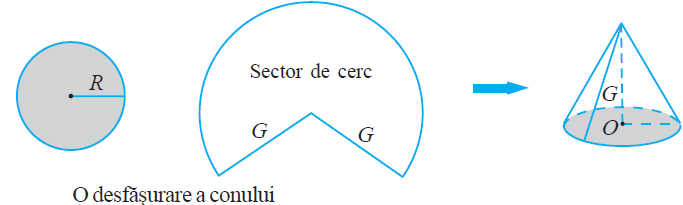 R
Sector de cerc
G
G
G
O
O desfășurare a conului